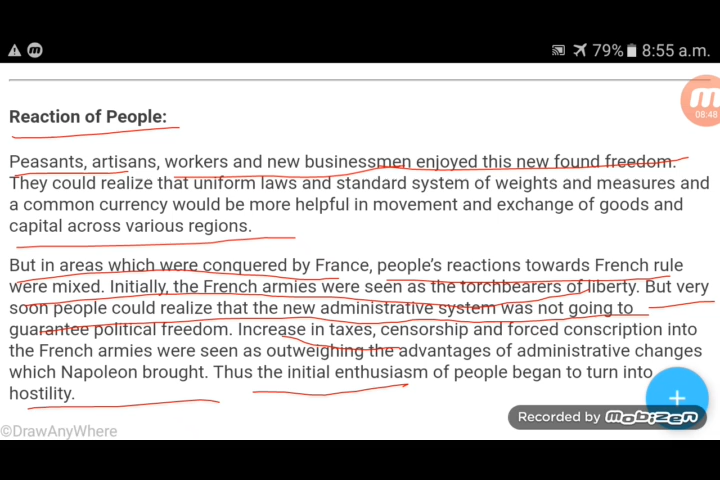 79% 8:55 a.m.
Reaction of People:
08:48
Peasants, artisans, workers and new businessmen enjoyed this new found freedom.
They could realize that uniform laws and standard system of weights and measures and
a common currency would be more helpful in movement and exchange of goods and
capital across various regions.
But in areas which were conquered by France, people's reactions towards French rule
were mixed. Initially, the French armies were seen as the torchbearers of liberty. But very
soon people could realize that the new administrative system was not going to
guarantee political freedom. Increase in taxes, censorship and forced conscription into
the French armies were seen as outweighing the advantages of administrative changes
which Napoleon brought. Thus the initial enthusiasm of people began to turn into
hostility.
Recorded by mobizen
©DrawAnyWhere